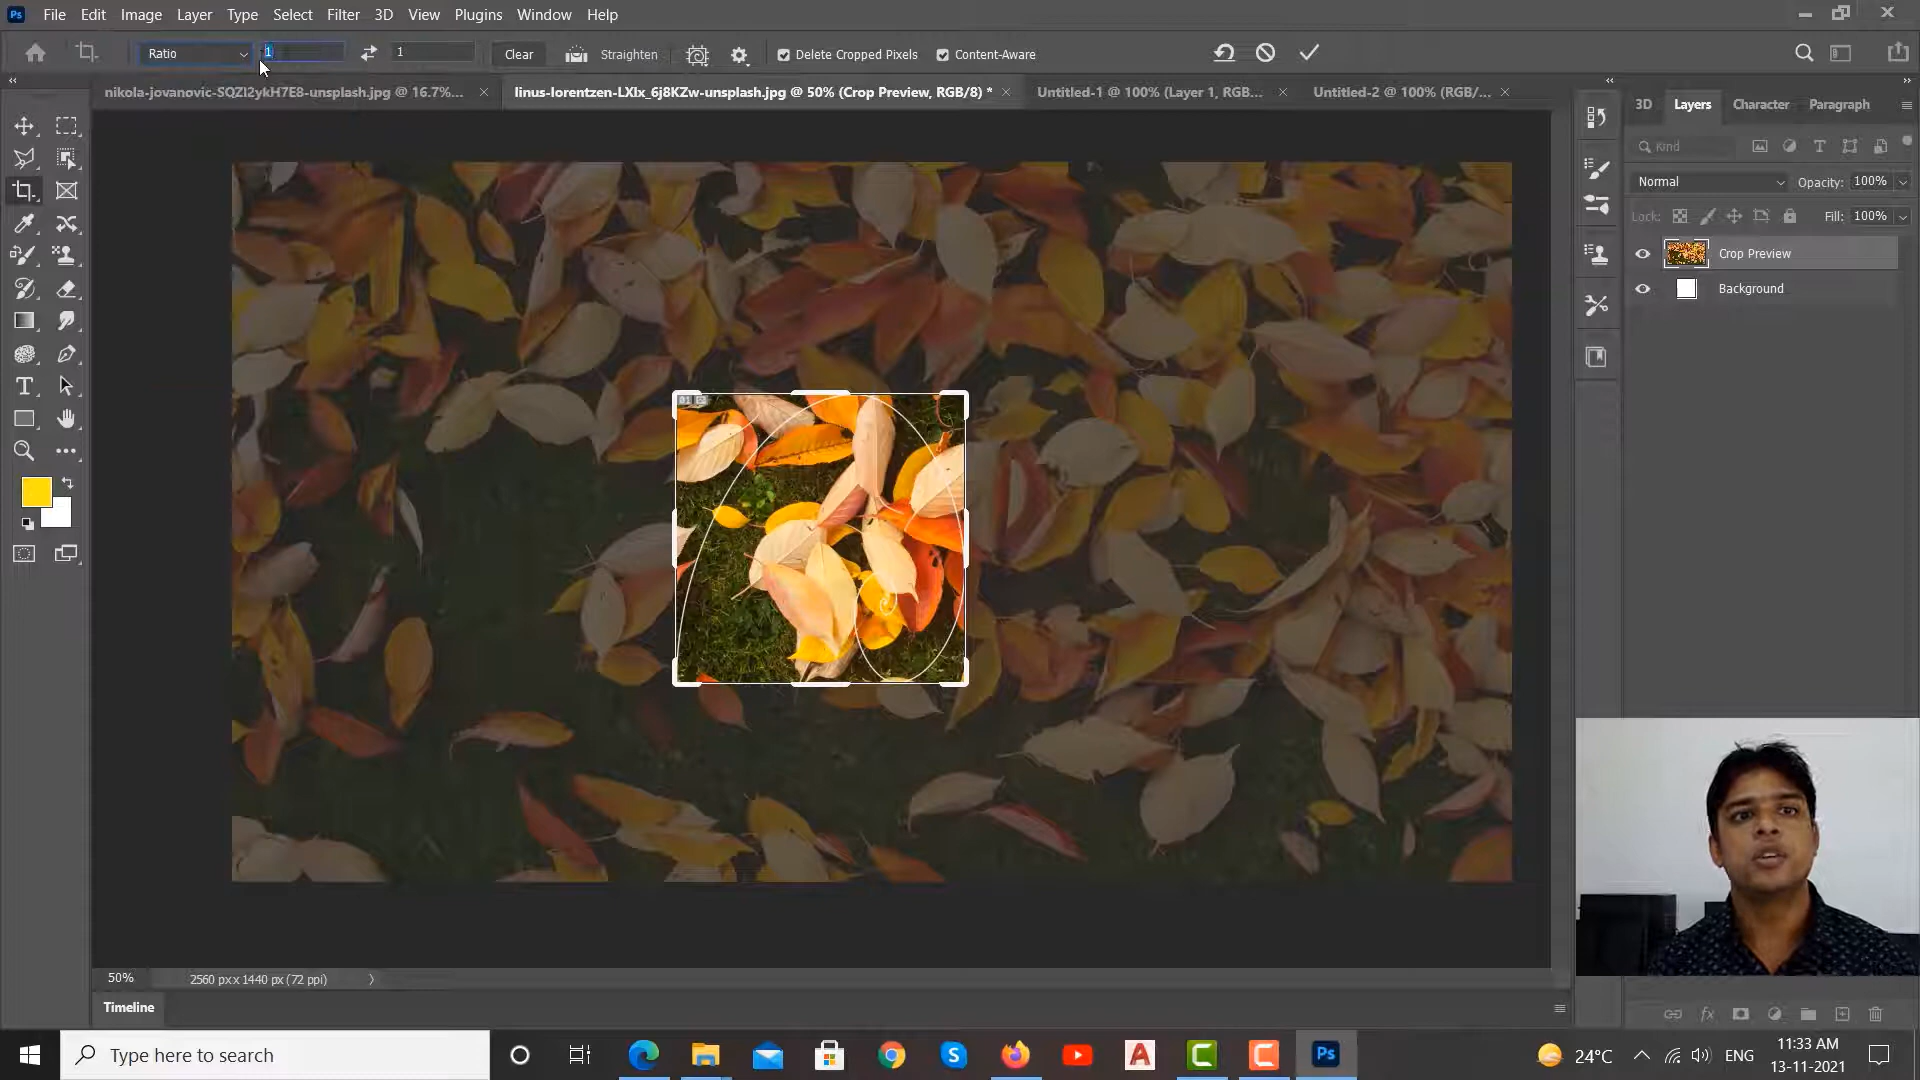 Ps File Edit Image Layer Type Select Filter 3D View Plugins Window Help
Ratio 1 1 Clear Straighten Delete Cropped Pixels Content-Aware
nikola-jovanovic-SQZl2ykH7E8-unsplash.jpg @ 16.7%... linus-lorentzen-LXIx_6j8KZw-unsplash.jpg @ 50% (Crop Preview, RGB/8) * Untitled-1 @ 100% (Layer 1, RGB... Untitled-2 @ 100% (RGB/...
3D Layers Character Paragraph
Kind
Normal Opacity: 100%
Lock: Fill: 100%
Crop Preview
Background
50% 2560 px x 1440 px (72 ppi)
Timeline
Type here to search
24°C ENG
11:33 AM
13-11-2021